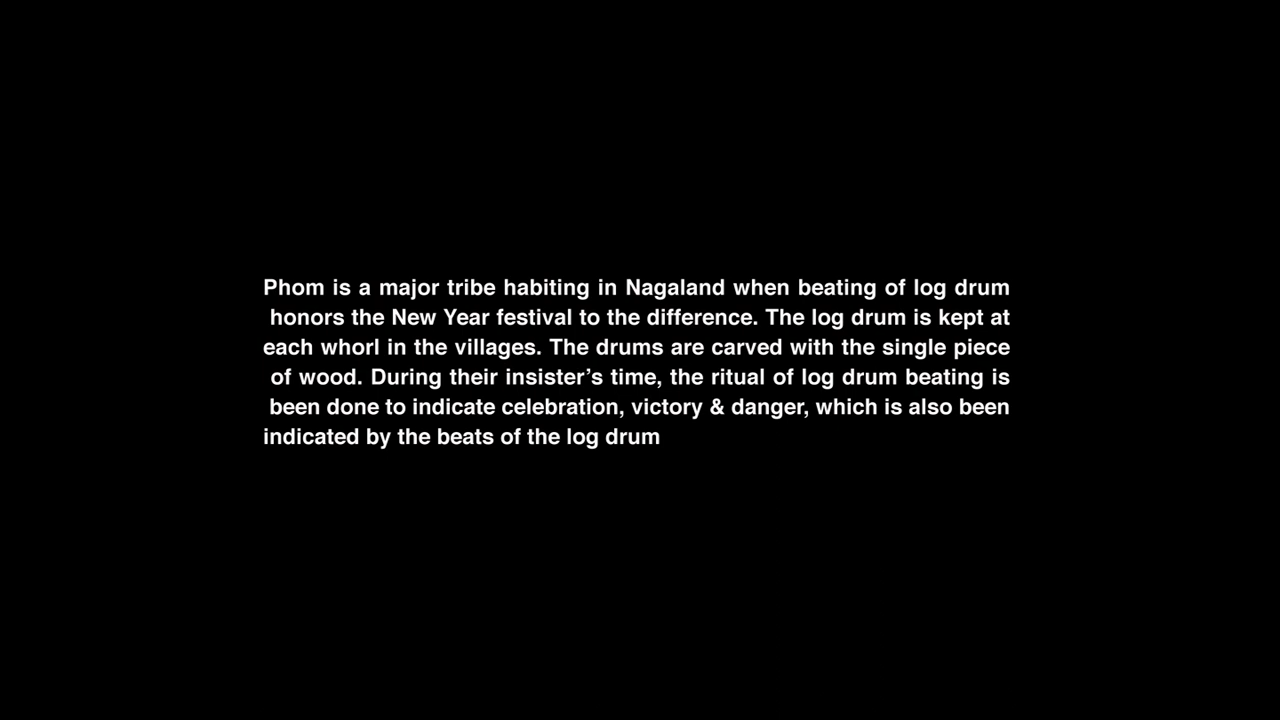 Phom is a major tribe habiting in Nagaland when beating of log drum
honors the New Year festival to the difference. The log drum is kept at
each whorl in the villages. The drums are carved with the single piece
of wood. During their insister’s time, the ritual of log drum beating is
been done to indicate celebration, victory & danger, which is also been
indicated by the beats of the log drum